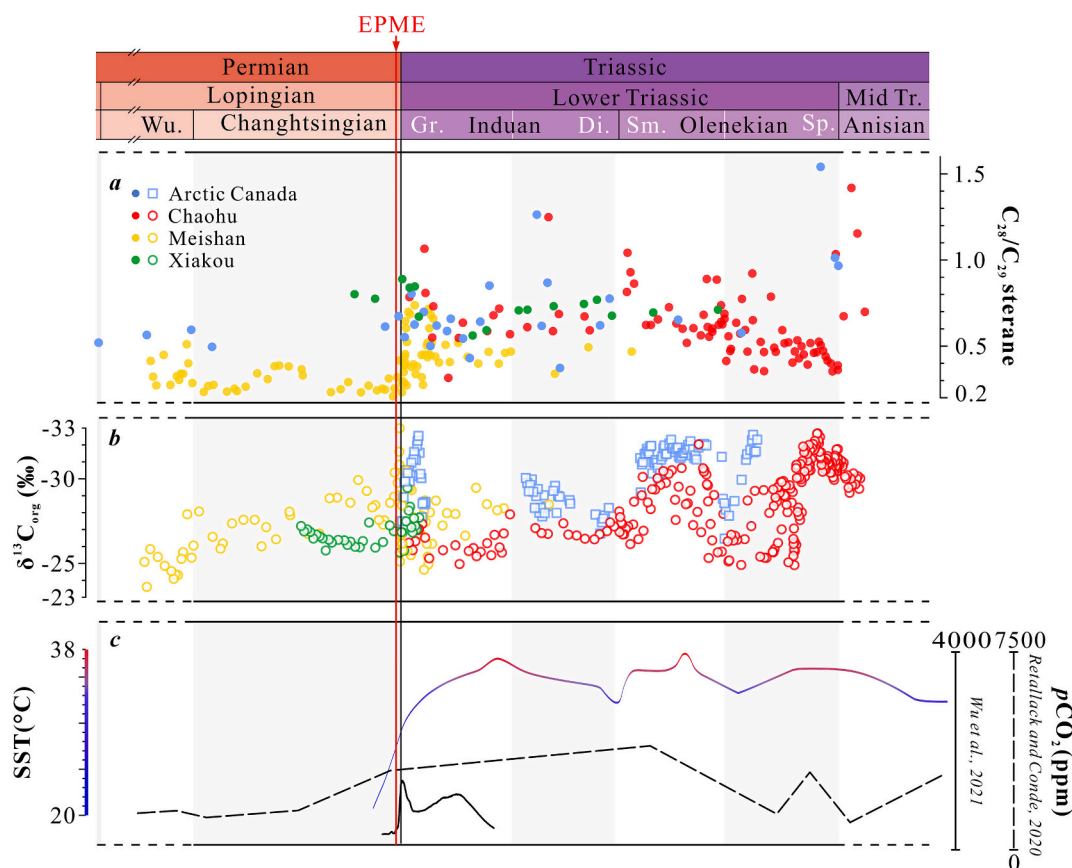 EPME
Permian Triassic
Lopingian Lower Triassic Mid Tr.
Wu. Changhtsingian Gr. Induan Di. Sm. Olenekian Sp. Anisian
a
Arctic Canada
Chaohu
Meishan
Xiakou
1.5
1.0
0.5
0.2
C₂₈/C₂₉ sterane
b
-33
-30
-25
-23
δ¹³C_org (‰)
c
38
20
SST(°C)
4000 7500
0
Wu et al., 2021
Retallack and Conde, 2020
pCO₂(ppm)